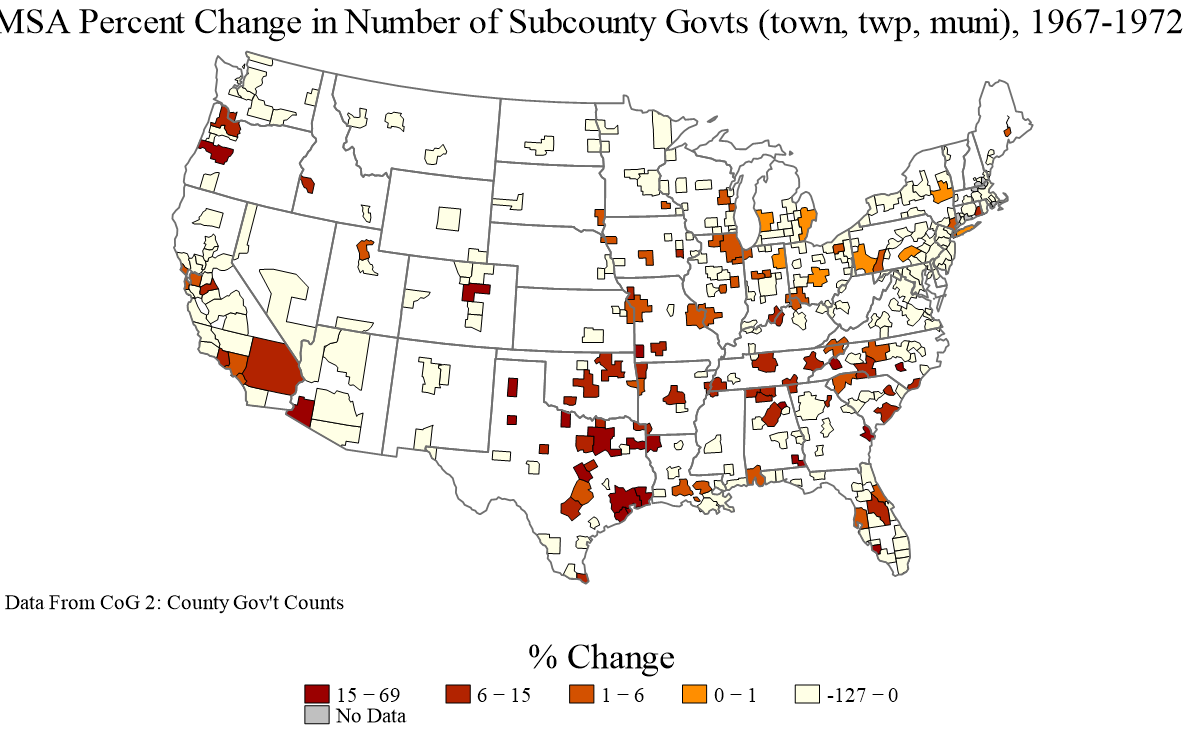 MSA Percent Change in Number of Subcounty Govts (town, twp, muni), 1967-1972
Data From CoG 2: County Gov't Counts
% Change
15 – 69 6 – 15 1 – 6 0 – 1 -127 – 0
No Data